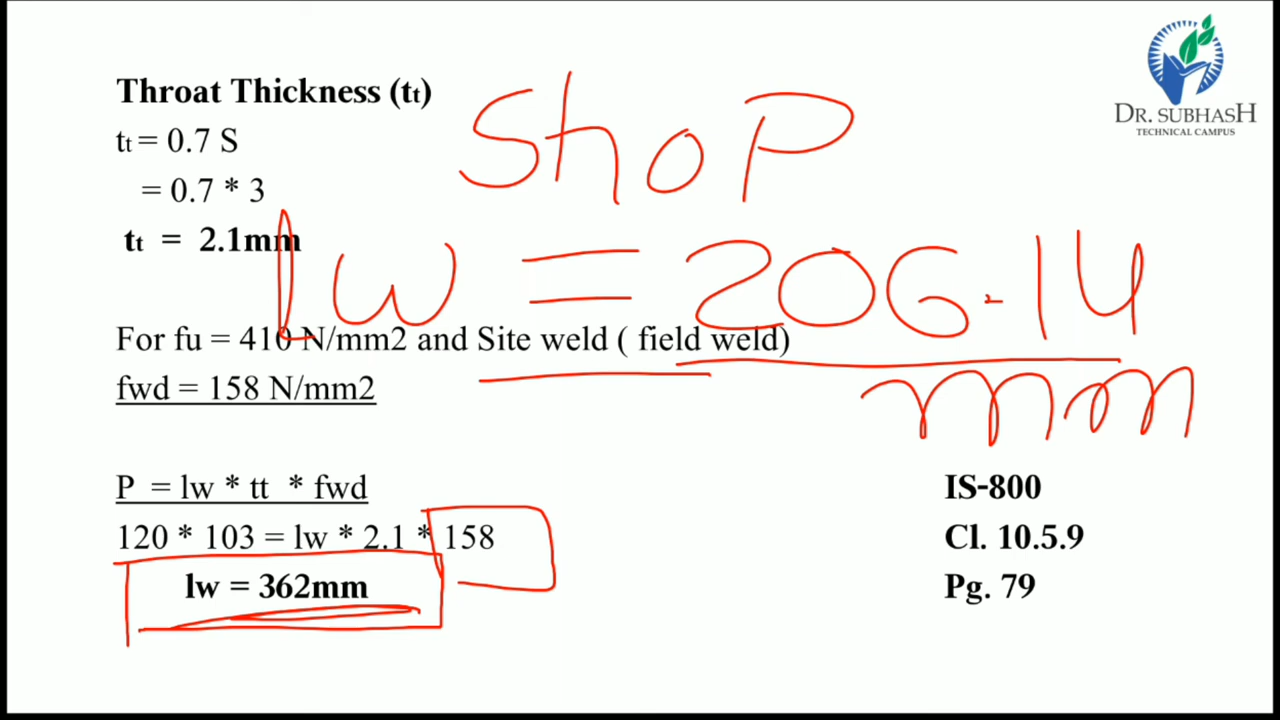 Throat Thickness (tt)
tt = 0.7 S
= 0.7 * 3
tt = 2.1mm
shop
lw = 206.14
mm
For fu = 410 N/mm2 and Site weld ( field weld)
fwd = 158 N/mm2
P = lw * tt * fwd
120 * 103 = lw * 2.1 * 158
lw = 362mm
IS-800
Cl. 10.5.9
Pg. 79
DR. SUBHASH
TECHNICAL CAMPUS